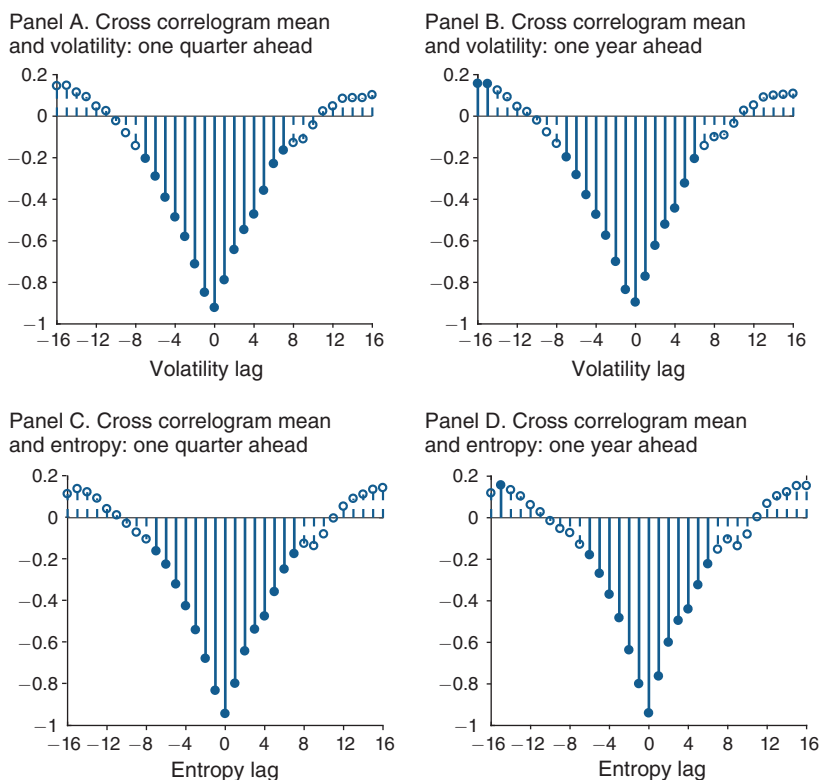 Panel A. Cross correlogram mean
and volatility: one quarter ahead
0.2
0
−0.2
−0.4
−0.6
−0.8
−1
−16 −12 −8 −4 0 4 8 12 16
Volatility lag
Panel B. Cross correlogram mean
and volatility: one year ahead
0.2
0
−0.2
−0.4
−0.6
−0.8
−1
−16 −12 −8 −4 0 4 8 12 16
Volatility lag
Panel C. Cross correlogram mean
and entropy: one quarter ahead
0.2
0
−0.2
−0.4
−0.6
−0.8
−1
−16 −12 −8 −4 0 4 8 12 16
Entropy lag
Panel D. Cross correlogram mean
and entropy: one year ahead
0.2
0
−0.2
−0.4
−0.6
−0.8
−1
−16 −12 −8 −4 0 4 8 12 16
Entropy lag